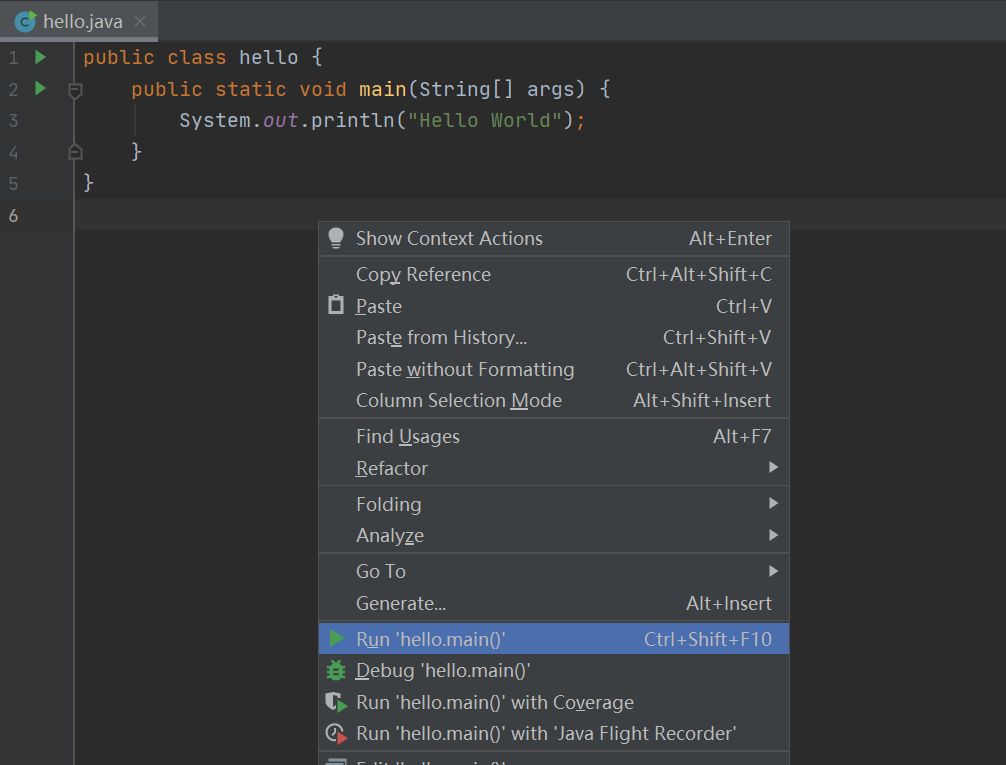 hello.java
1 public class hello {
2 public static void main(String[] args) {
3 System.out.println("Hello World");
4 }
5 }
6
Show Context Actions Alt+Enter
Copy Reference Ctrl+Alt+Shift+C
Paste Ctrl+V
Paste from History... Ctrl+Shift+V
Paste without Formatting Ctrl+Alt+Shift+V
Column Selection Mode Alt+Shift+Insert
Find Usages Alt+F7
Refactor
Folding
Analyze
Go To
Generate... Alt+Insert
Run 'hello.main()' Ctrl+Shift+F10
Debug 'hello.main()'
Run 'hello.main()' with Coverage
Run 'hello.main()' with 'Java Flight Recorder'